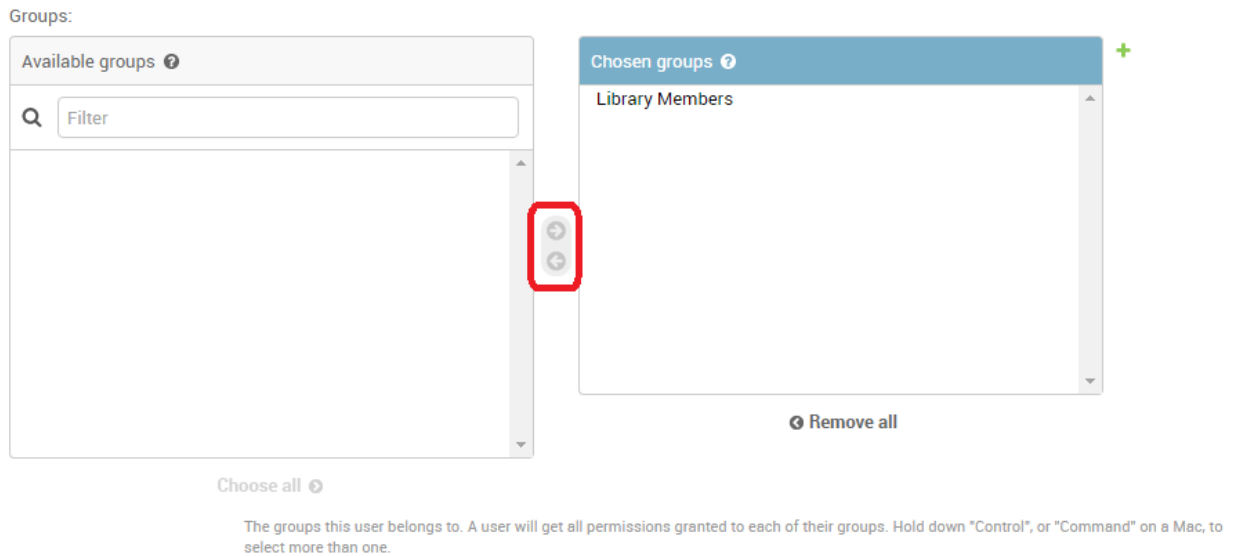 Groups:
Available groups
Chosen groups
Filter
Library Members
Remove all
Choose all
The groups this user belongs to. A user will get all permissions granted to each of their groups. Hold down "Control", or "Command" on a Mac, to
select more than one.